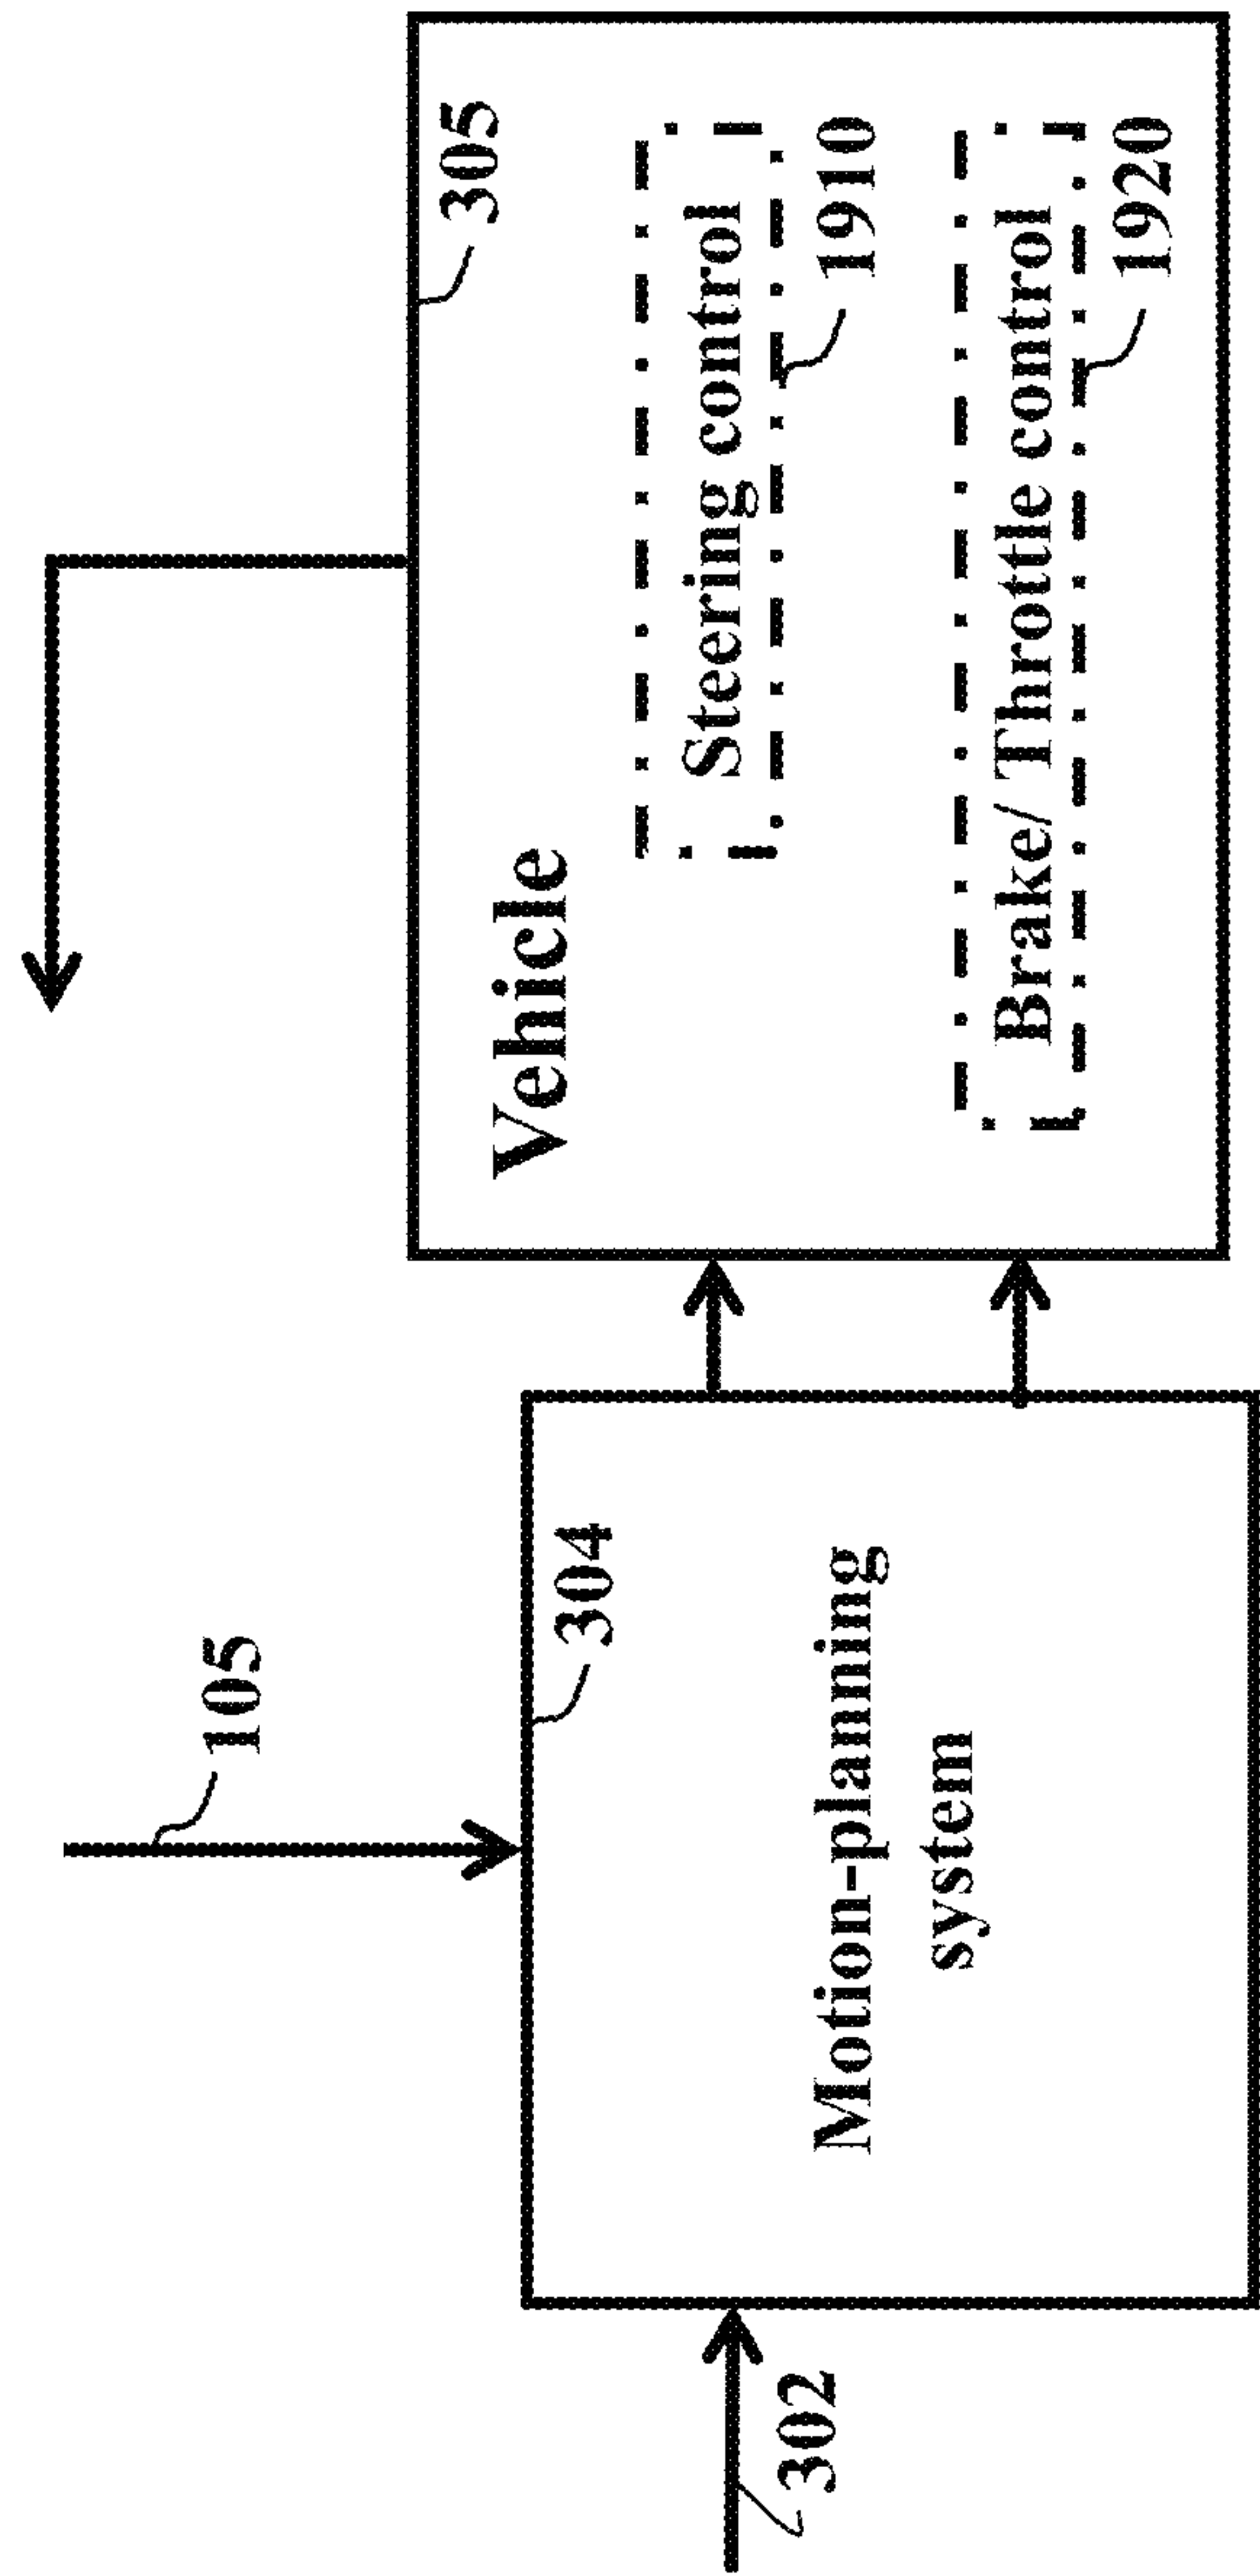 105
302
304
Motion-planning
system
305
Vehicle
Steering control
1910
Brake/ Throttle control
1920